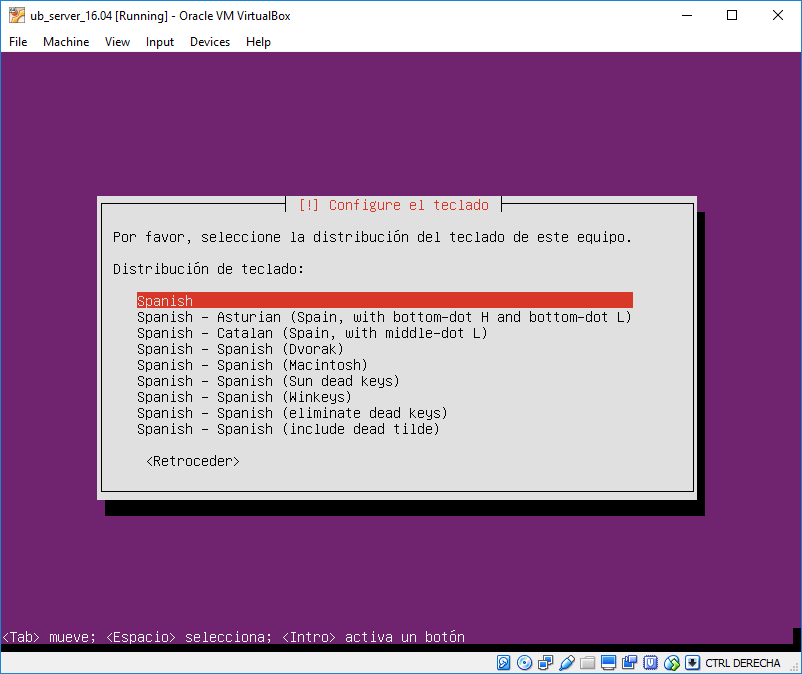 ub_server_16.04 [Running] - Oracle VM VirtualBox
File Machine View Input Devices Help
[!] Configure el teclado
Por favor, seleccione la distribución del teclado de este equipo.
Distribución de teclado:
Spanish
Spanish - Asturian (Spain, with bottom-dot H and bottom-dot L)
Spanish - Catalan (Spain, with middle-dot L)
Spanish - Spanish (Dvorak)
Spanish - Spanish (Macintosh)
Spanish - Spanish (Sun dead keys)
Spanish - Spanish (Winkeys)
Spanish - Spanish (eliminate dead keys)
Spanish - Spanish (include dead tilde)
<Retroceder>
<Tab> mueve; <Espacio> selecciona; <Intro> activa un botón
CTRL DERECHA